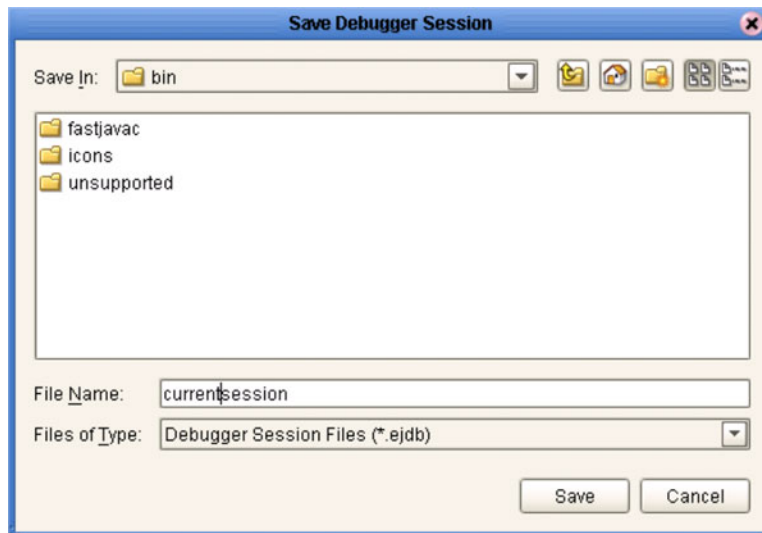 Save Debugger Session
Save In: bin
fastjavac
icons
unsupported
File Name: currentsession
Files of Type: Debugger Session Files (*.ejdb)
Save Cancel